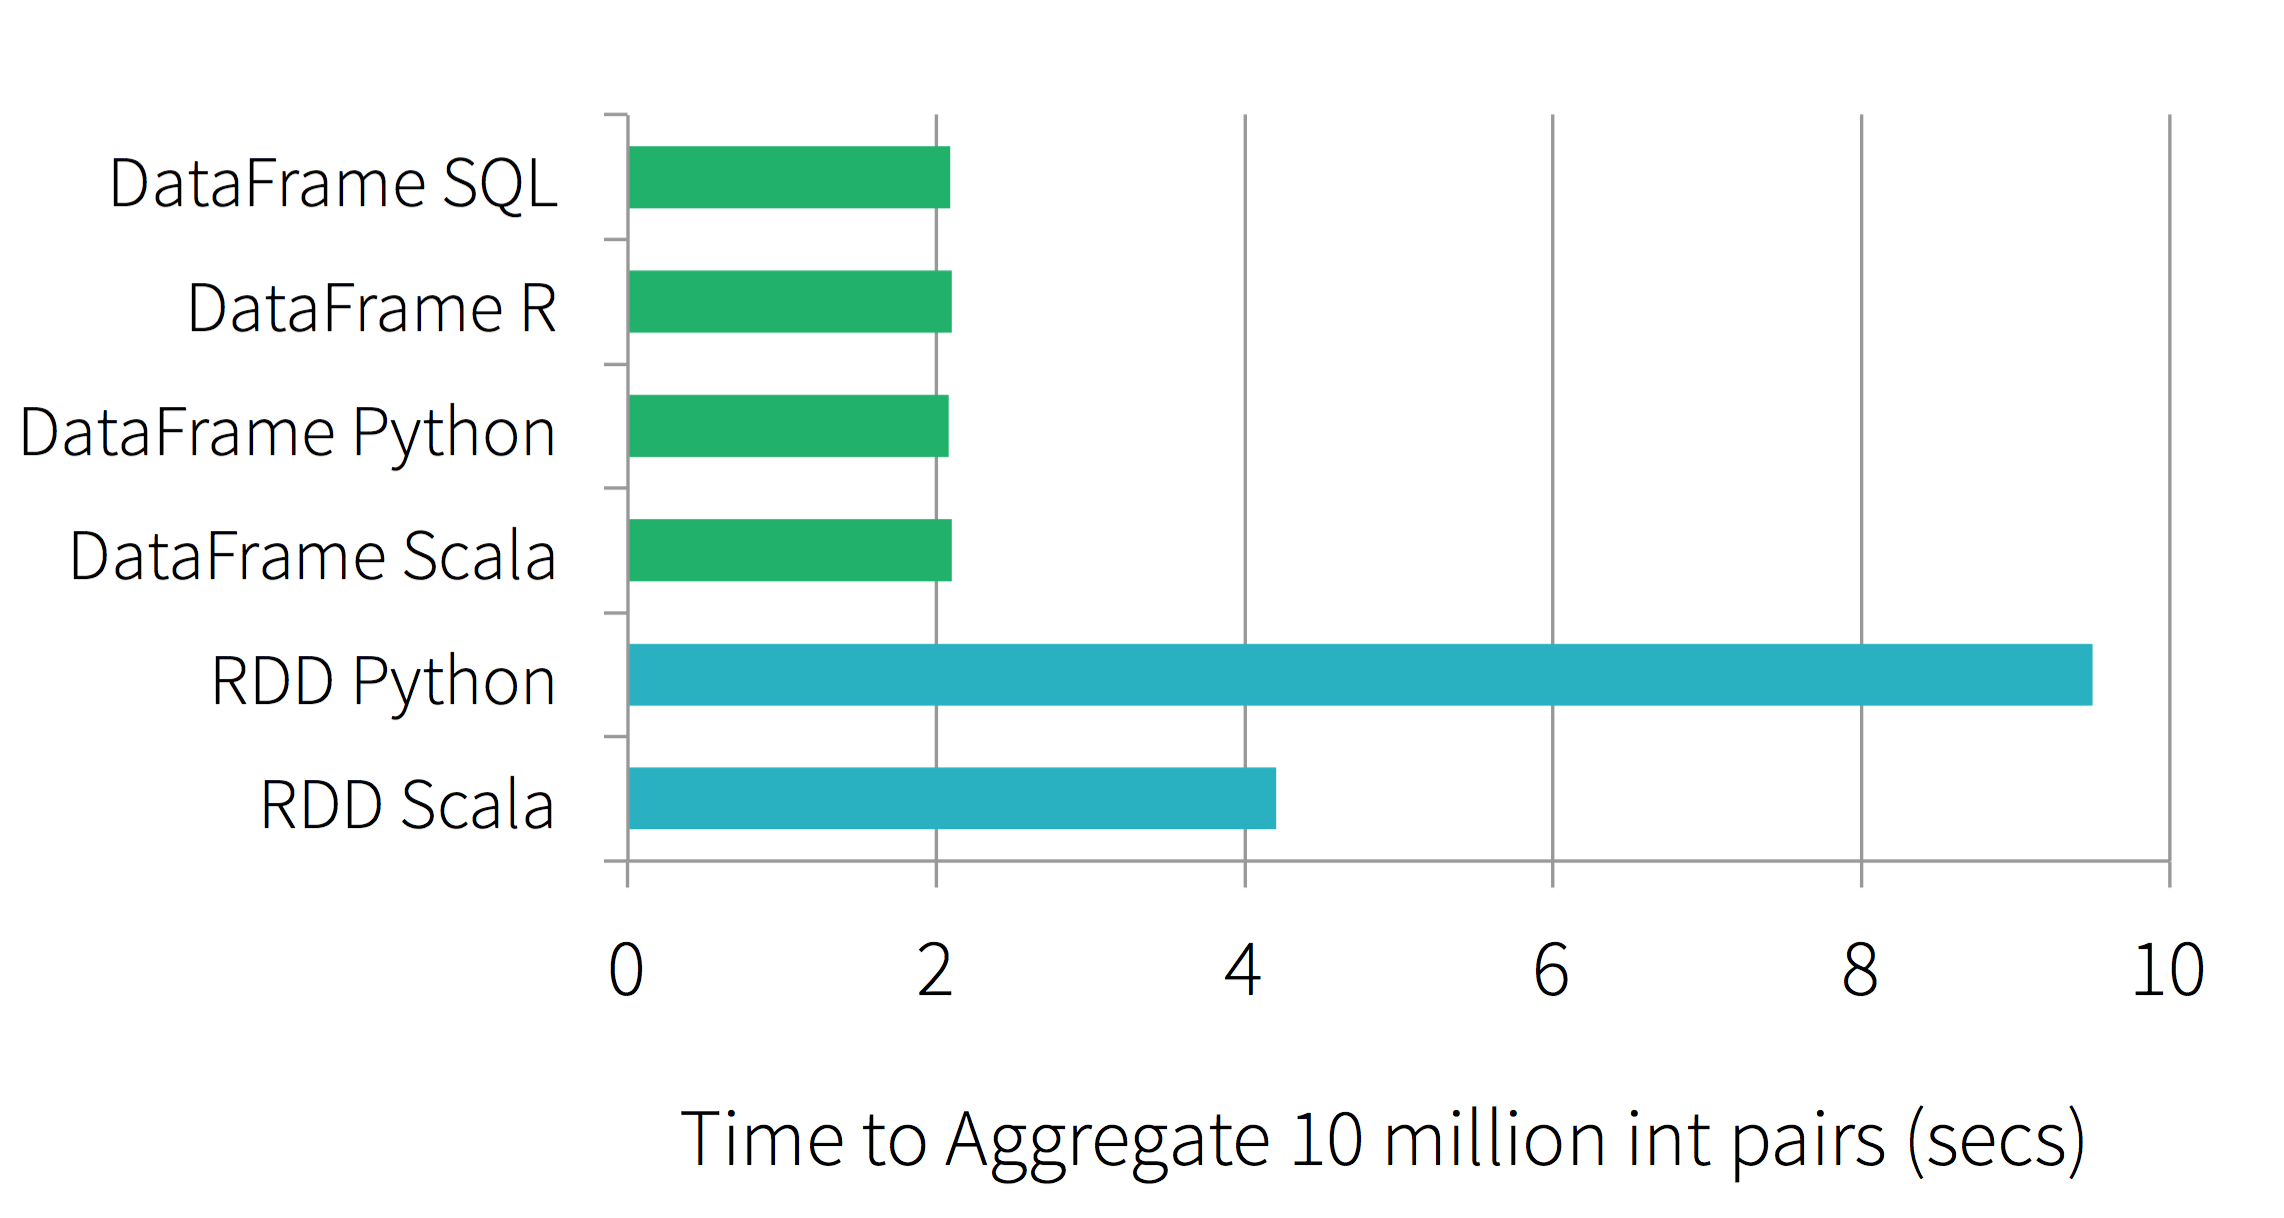 DataFrame SQL
DataFrame R
DataFrame Python
DataFrame Scala
RDD Python
RDD Scala
0 2 4 6 8 10
Time to Aggregate 10 million int pairs (secs)